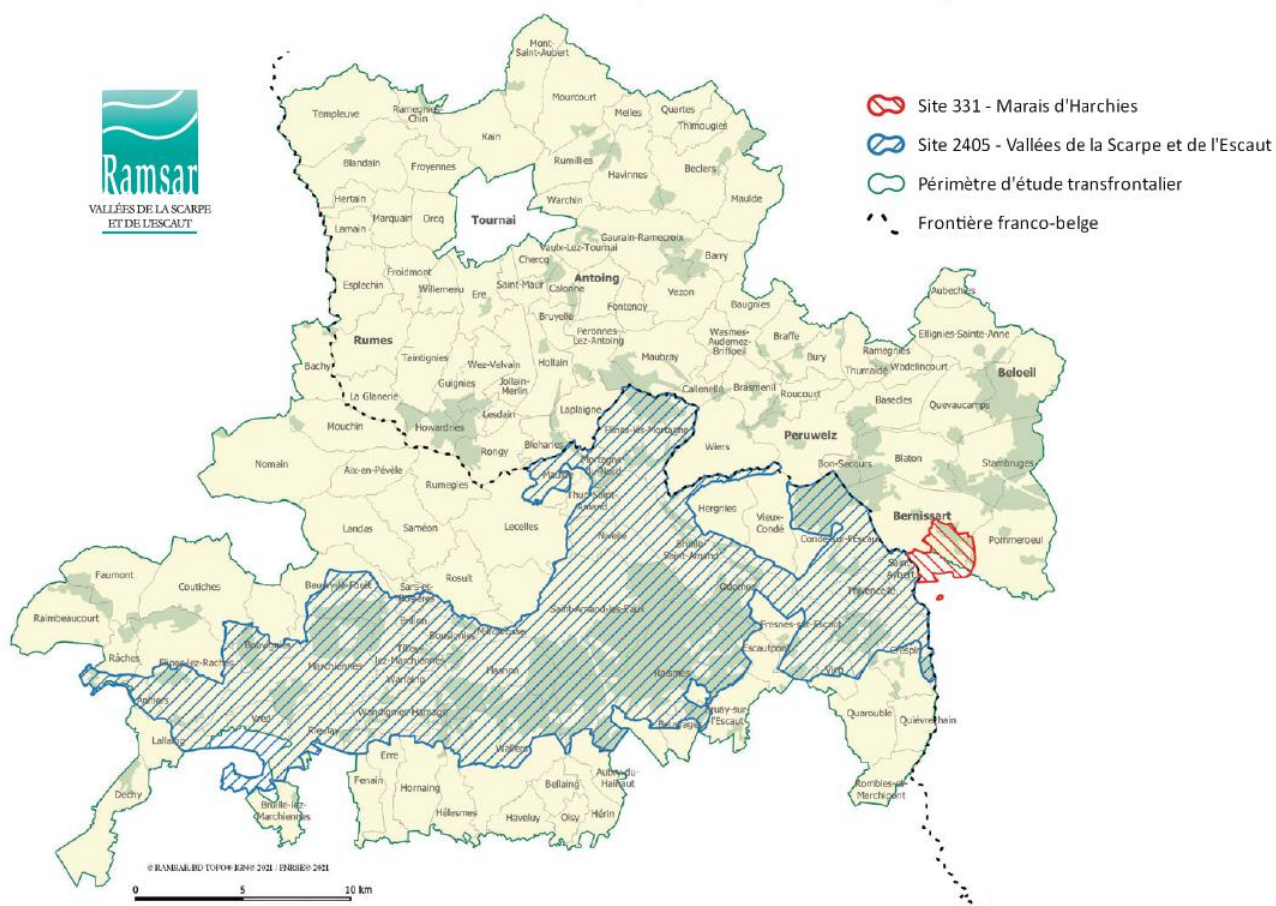 Ramsar
VALLÉES DE LA SCARPE
ET DE L'ESCAUT
Site 331 - Marais d'Harchies
Site 2405 - Vallées de la Scarpe et de l'Escaut
Périmètre d'étude transfrontalier
Frontière franco-belge
Mont-
Saint-Aubert
Templeuve
Ramegnies-
Chin
Mourcourt
Melles
Quartes
Thimougies
Kain
Blandain
Froyennes
Rumillies
Havinnes
Beclers
Hertain
Marquain
Orcq
Tournai
Warchin
Maulde
Lamain
Gaurain-Ramecroix
Vaulx-Lez-Tournai
Barry
Froidmont
Chercq
Esplechin
Willemeau
Ere
Saint-Maur
Calonne
Antoing
Vezon
Fontenoy
Baugnies
Aubechies
Bruyelle
Rumes
Peronnes-
Lez-Antoing
Wasmes-
Audemez-
Briffoeil
Braffe
Ellignies-Sainte-Anne
Bachy
Taintignies
Wez-Velvain
Hollain
Maubray
Bury
Ramegnies
Thumaide
Wadelincourt
Beloeil
Guignies
Jollain-
Merlin
Callenelle
Brasmenil
Roucourt
La Glanerie
Basecles
Quevaucamps
Mouchin
Howardries
Lesdain
Laplaigne
Flines-lès-Mortagne
Peruwelz
Nomain
Aix-en-Pévèle
Rongy
Bleharies
Wiers
Bon-Secours
Blaton
Stambruges
Rumegies
Maulde
Mortagne-
du-Nord
Thun-Saint-
Amand
Hergnies
Vieux-
Condé
Bernissart
Landas
Saméon
Lecelles
Nivelle
Bruille-
Saint-Amand
Condé-sur-l'Escaut
Pommeroeul
Faumont
Coutiches
Beuvry-la-Forêt
Sars-et-
Rosières
Rosult
Odomez
Saint-
Aybert
Thivencelle
Raimbeaucourt
Brillon
Bousignies
Millonfosse
Saint-Amand-les-Eaux
Fresnes-sur-Escaut
Râches
Flines-lez-Raches
Bouvignies
Marchiennes
Tilloy-
lez-Marchiennes
Warlaing
Hasnon
Raismes
Escautpont
Vicq
Crespin
Anhiers
Lallaing
Vred
Rieulay
Wandignies-Hamage
Wallers
Bellaing
Quarouble
Quiévrechain
Dechy
Bruille-lez-
Marchiennes
Erre
Fenain
Hornaing
Hélesmes
Haveluy
Oisy
Hérin
Aubry-du-
Hainaut
Rombies-et-
Marchipont
© RAMSAR-BD TOPO® IGN® 2021 / PNRSE® 2021
0 5 10 km